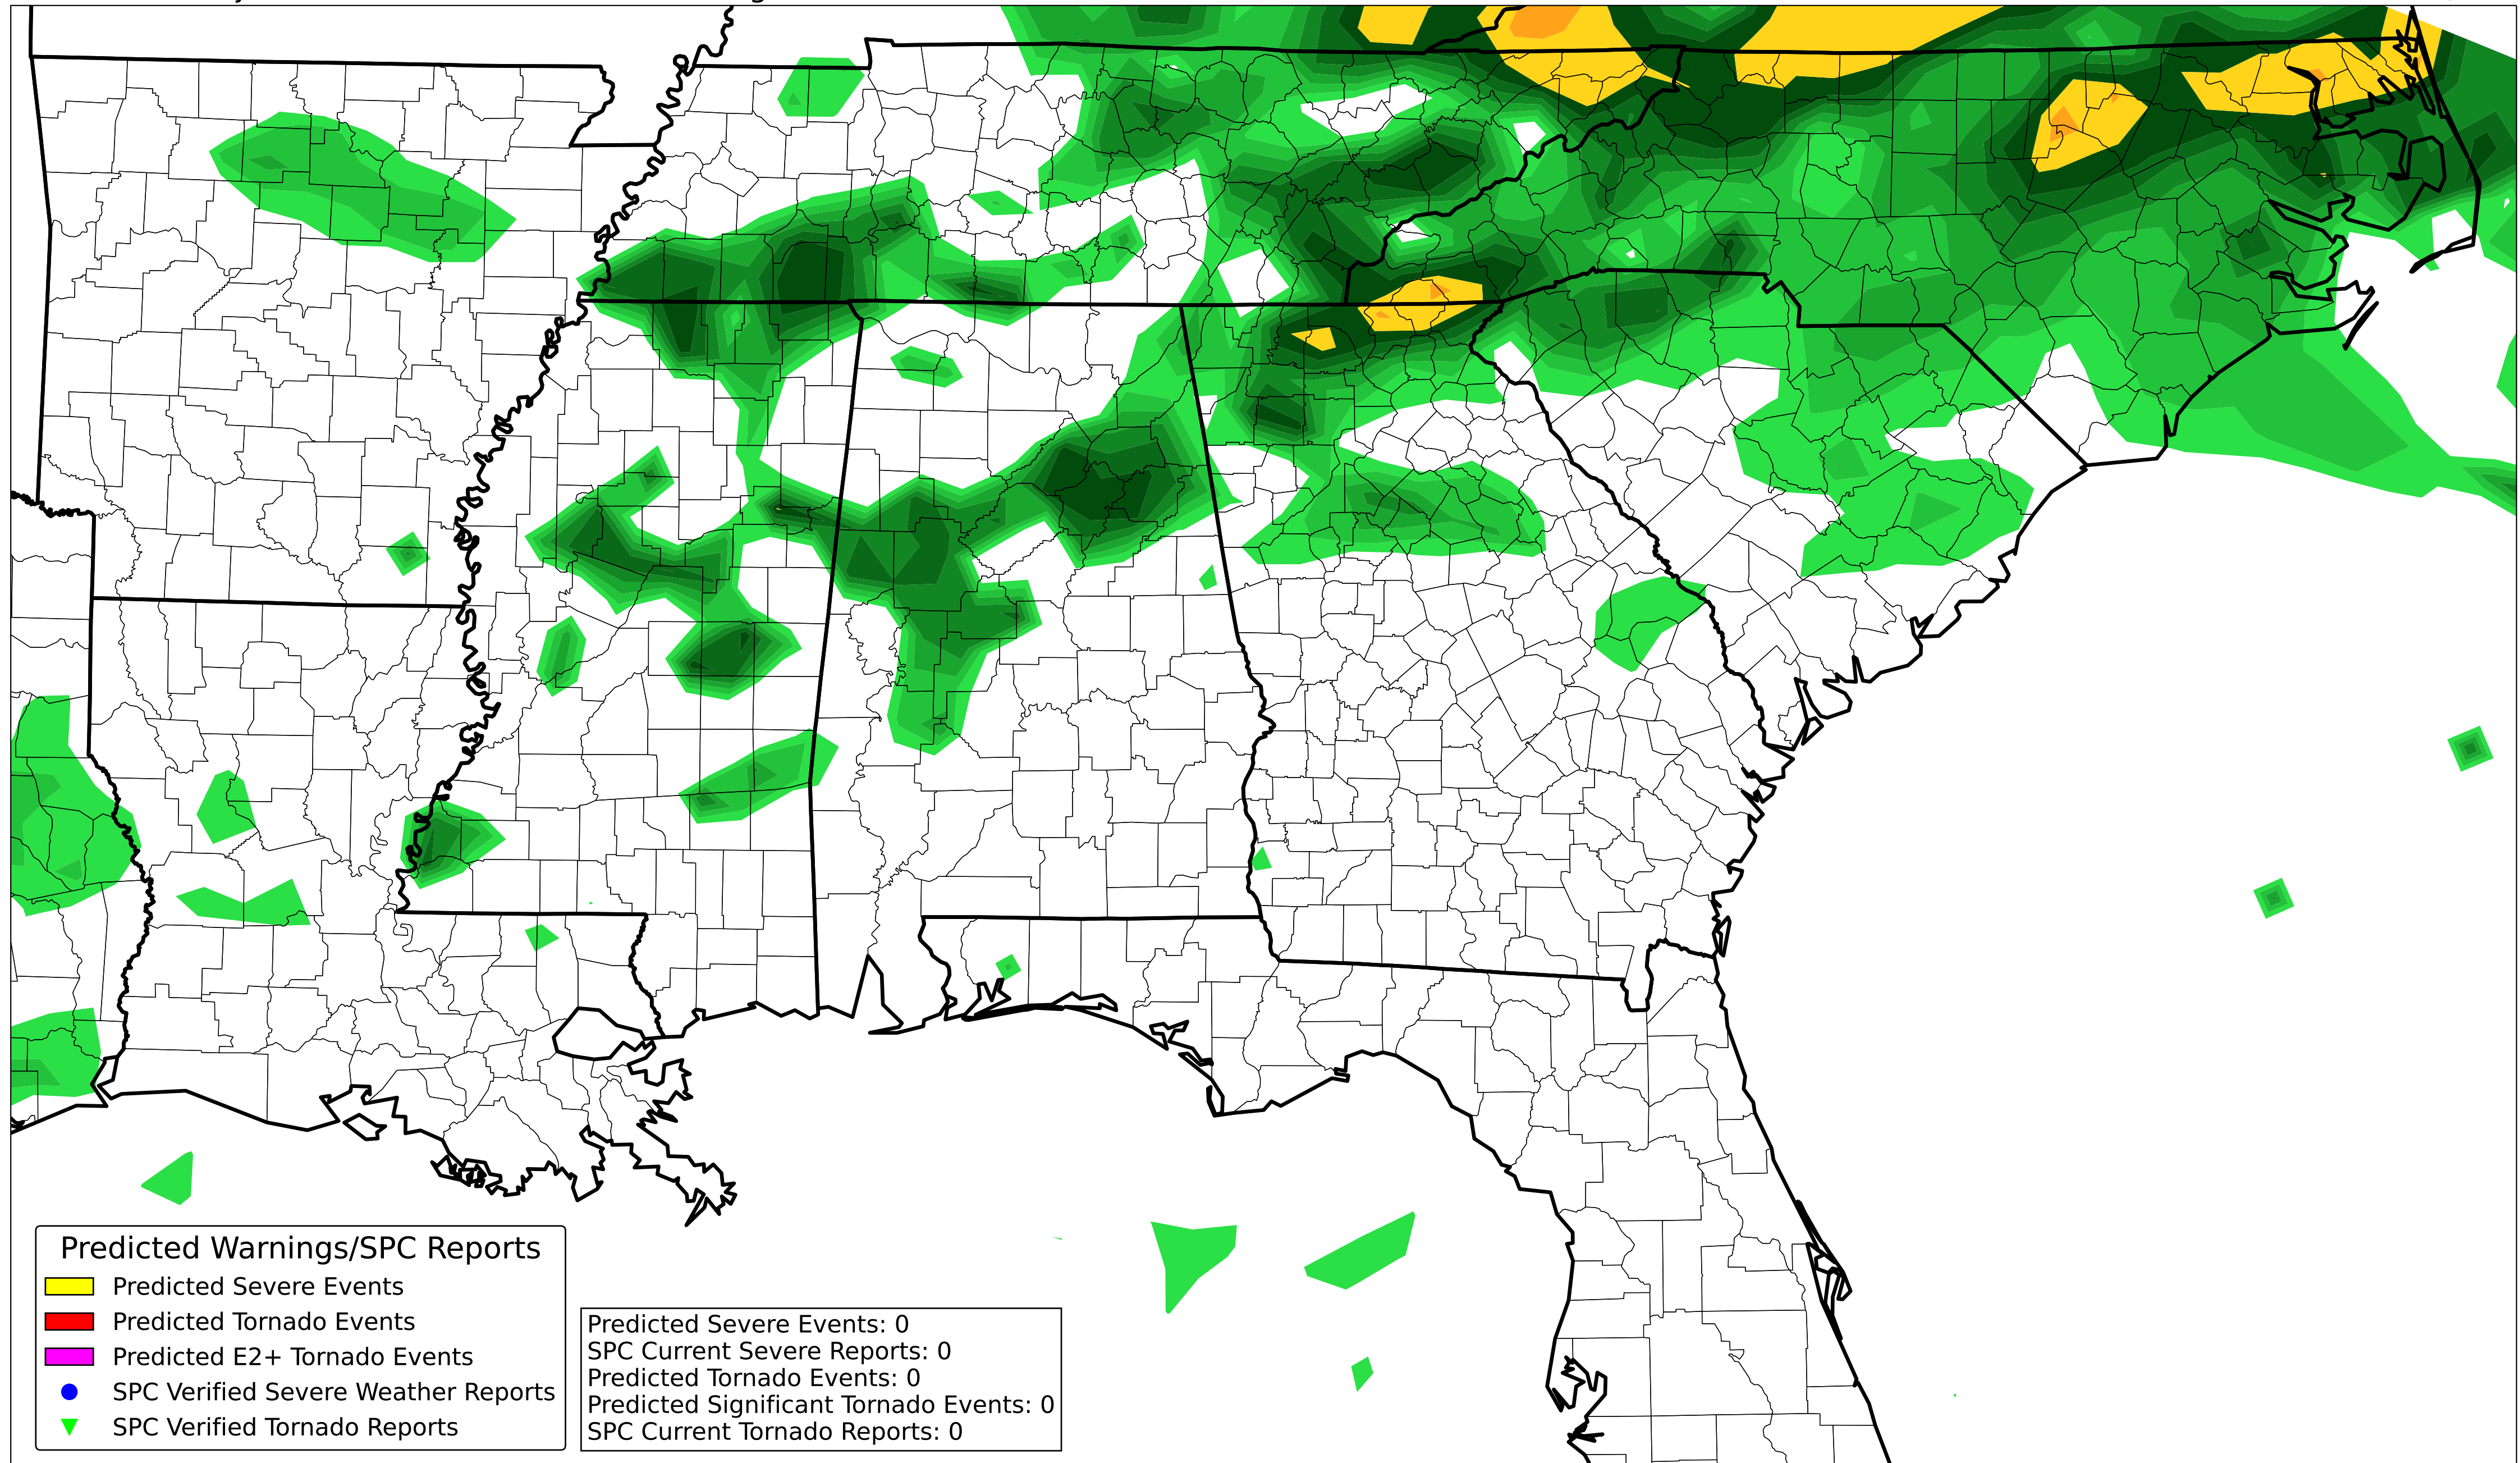 Predicted Warnings/SPC Reports
Predicted Severe Events
Predicted Tornado Events
Predicted E2+ Tornado Events
SPC Verified Severe Weather Reports
SPC Verified Tornado Reports
Predicted Severe Events: 0
SPC Current Severe Reports: 0
Predicted Tornado Events: 0
Predicted Significant Tornado Events: 0
SPC Current Tornado Reports: 0